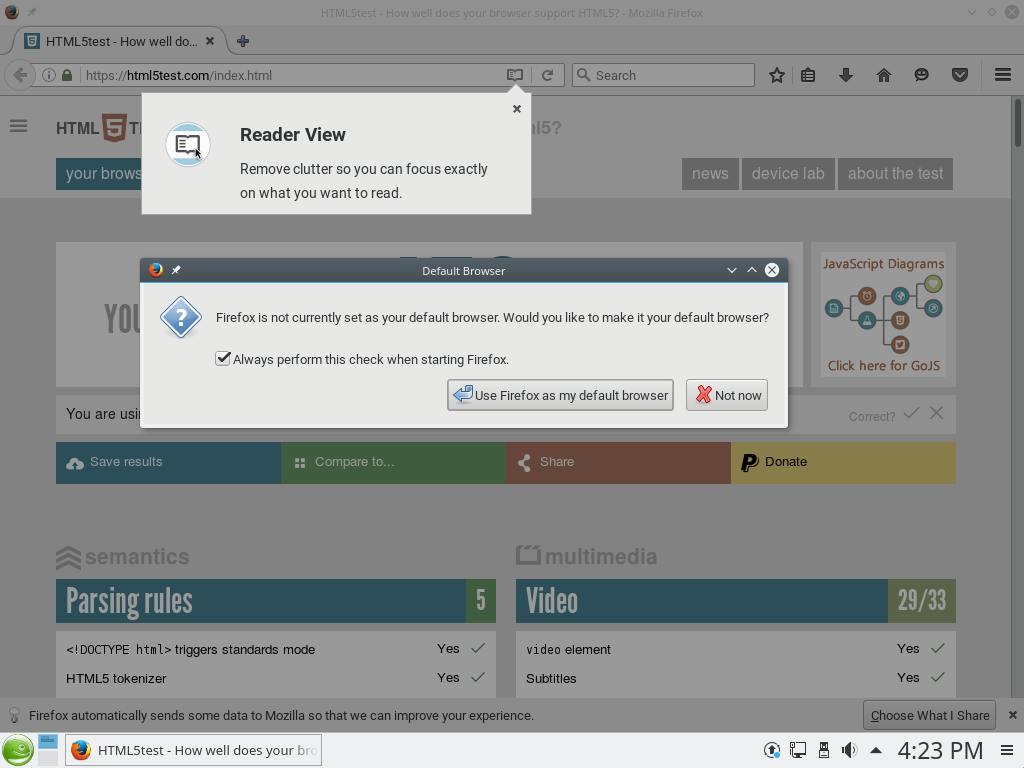 HTML5test - How well does your browser support HTML5? - Mozilla Firefox
HTML5test - How well do...
https://html5test.com/index.html
Search
HTML 5
ml5?
Reader View
Remove clutter so you can focus exactly
on what you want to read.
your brows
news
device lab
about the test
Default Browser
Firefox is not currently set as your default browser. Would you like to make it your default browser?
Always perform this check when starting Firefox.
Use Firefox as my default browser
Not now
JavaScript Diagrams
Click here for GoJS
YOU
You are usin
Correct?
Save results
Compare to...
Share
Donate
semantics
multimedia
Parsing rules
5
Video
29/33
<!DOCTYPE html> triggers standards mode
Yes
video element
Yes
HTML5 tokenizer
Yes
Subtitles
Yes
Firefox automatically sends some data to Mozilla so that we can improve your experience.
Choose What I Share
HTML5test - How well does your bro
4:23 PM